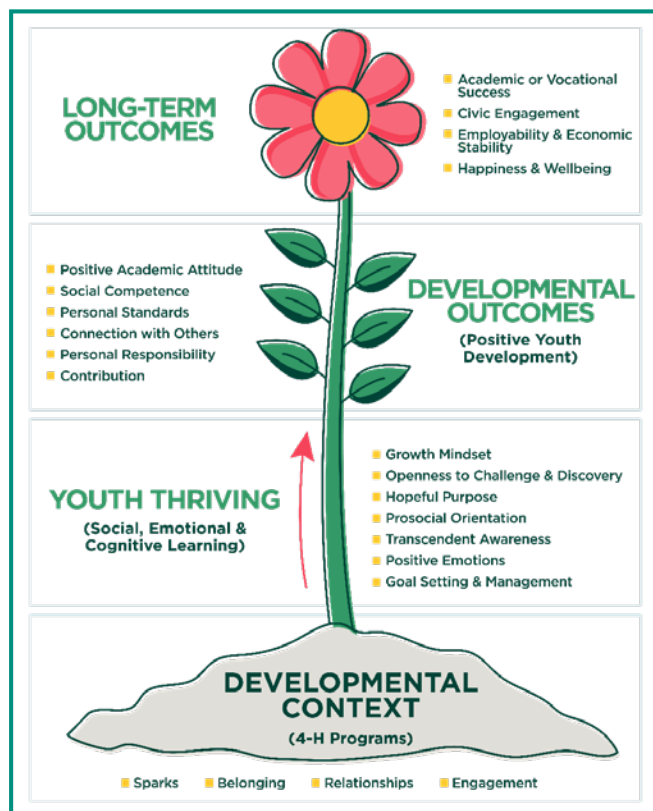 LONG-TERM
OUTCOMES
Academic or Vocational
Success
Civic Engagement
Employability & Economic
Stability
Happiness & Wellbeing
Positive Academic Attitude
Social Competence
Personal Standards
Connection with Others
Personal Responsibility
Contribution
DEVELOPMENTAL
OUTCOMES
(Positive Youth
Development)
YOUTH THRIVING
(Social, Emotional &
Cognitive Learning)
Growth Mindset
Openness to Challenge & Discovery
Hopeful Purpose
Prosocial Orientation
Transcendent Awareness
Positive Emotions
Goal Setting & Management
DEVELOPMENTAL
CONTEXT
(4-H Programs)
Sparks Belonging Relationships Engagement